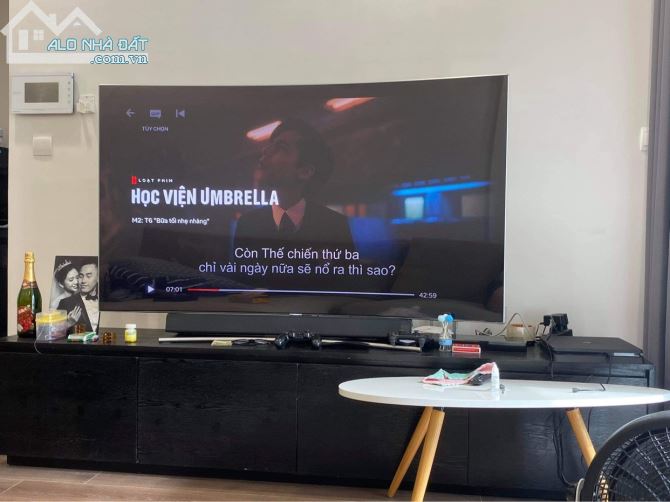 ALO NHÀ ĐẤT
.com.vn
TÙY CHỌN
N LOẠT PHIM
HỌC VIỆN UMBRELLA
M2: T6 "Bữa tối nhẹ nhàng"
Còn Thế chiến thứ ba
chỉ vài ngày nữa sẽ nổ ra thì sao?
07:01
42:59